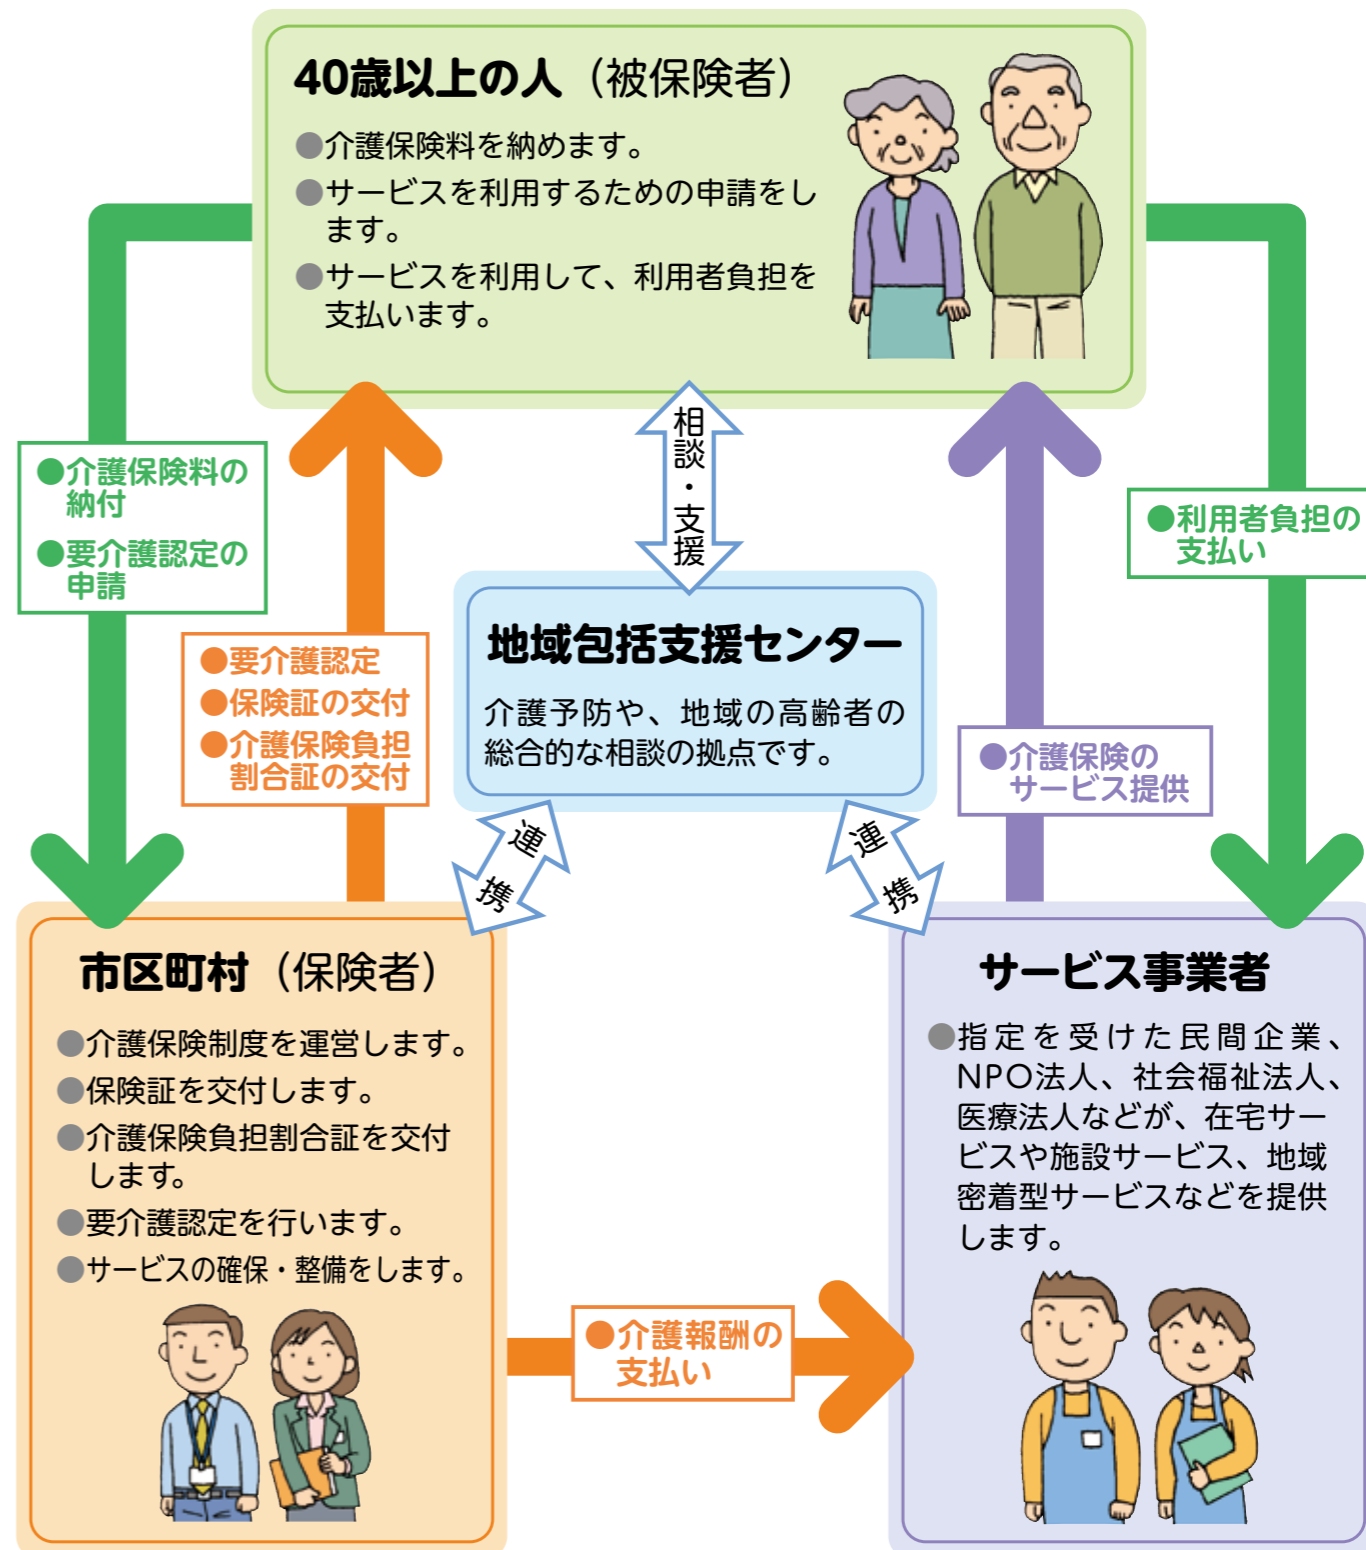 40歳以上の人（被保険者）
●介護保険料を納めます。
●サービスを利用するための申請をし
ます。
●サービスを利用して、利用者負担を
支払います。
相談・支援
●介護保険料の
納付
●要介護認定の
申請
●利用者負担の
支払い
●要介護認定
●保険証の交付
●介護保険負担
割合証の交付
地域包括支援センター
介護予防や、地域の高齢者の
総合的な相談の拠点です。
●介護保険の
サービス提供
連携
連携
市区町村（保険者）
●介護保険制度を運営します。
●保険証を交付します。
●介護保険負担割合証を交付
します。
●要介護認定を行います。
●サービスの確保・整備をします。
サービス事業者
●指定を受けた民間企業、
NPO法人、社会福祉法人、
医療法人などが、在宅サー
ビスや施設サービス、地域
密着型サービスなどを提供
します。
●介護報酬の
支払い